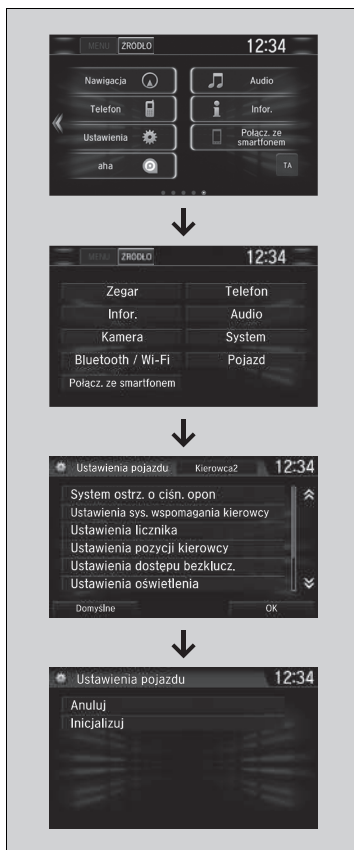 MENU ŹRÓDŁO 12:34
Nawigacja Audio
Telefon Infor.
Ustawienia Połącz. ze smartfonem
aha TA
MENU ŹRÓDŁO 12:34
Zegar Telefon
Infor. Audio
Kamera System
Bluetooth / Wi-Fi Pojazd
Połącz. ze smartfonem
Ustawienia pojazdu Kierowca2 12:34
System ostrz. o ciśn. opon
Ustawienia sys. wspomagania kierowcy
Ustawienia licznika
Ustawienia pozycji kierowcy
Ustawienia dostępu bezklucz.
Ustawienia oświetlenia
Domyślne OK
Ustawienia pojazdu 12:34
Anuluj
Inicjalizuj